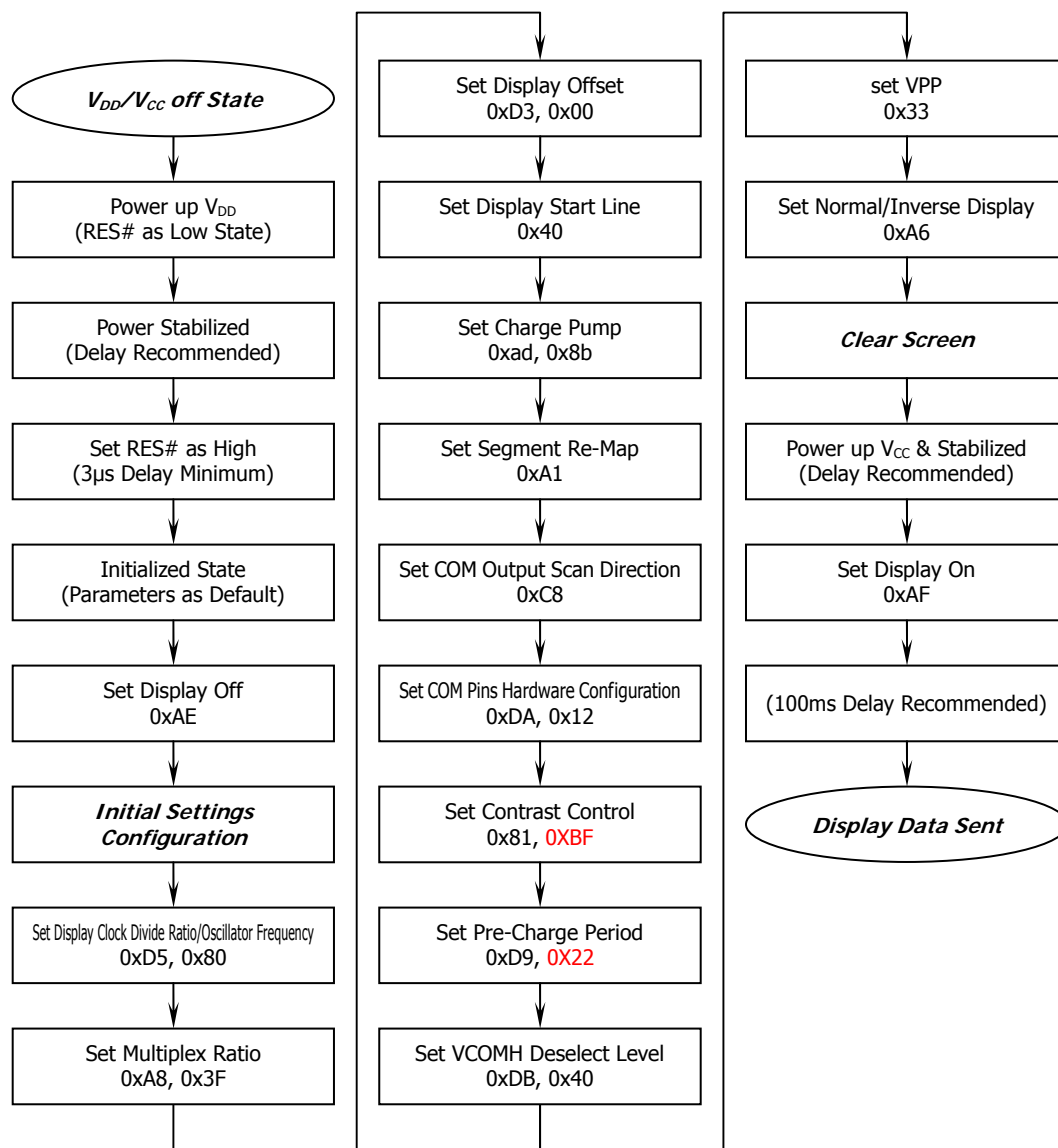 V_DD/V_CC off State
Power up V_DD
(RES# as Low State)
Power Stabilized
(Delay Recommended)
Set RES# as High
(3µs Delay Minimum)
Initialized State
(Parameters as Default)
Set Display Off
0xAE
Initial Settings
Configuration
Set Display Clock Divide Ratio/Oscillator Frequency
0xD5, 0x80
Set Multiplex Ratio
0xA8, 0x3F
Set Display Offset
0xD3, 0x00
Set Display Start Line
0x40
Set Charge Pump
0xad, 0x8b
Set Segment Re-Map
0xA1
Set COM Output Scan Direction
0xC8
Set COM Pins Hardware Configuration
0xDA, 0x12
Set Contrast Control
0x81, 0XBF
Set Pre-Charge Period
0xD9, 0X22
Set VCOMH Deselect Level
0xDB, 0x40
set VPP
0x33
Set Normal/Inverse Display
0xA6
Clear Screen
Power up V_CC & Stabilized
(Delay Recommended)
Set Display On
0xAF
(100ms Delay Recommended)
Display Data Sent